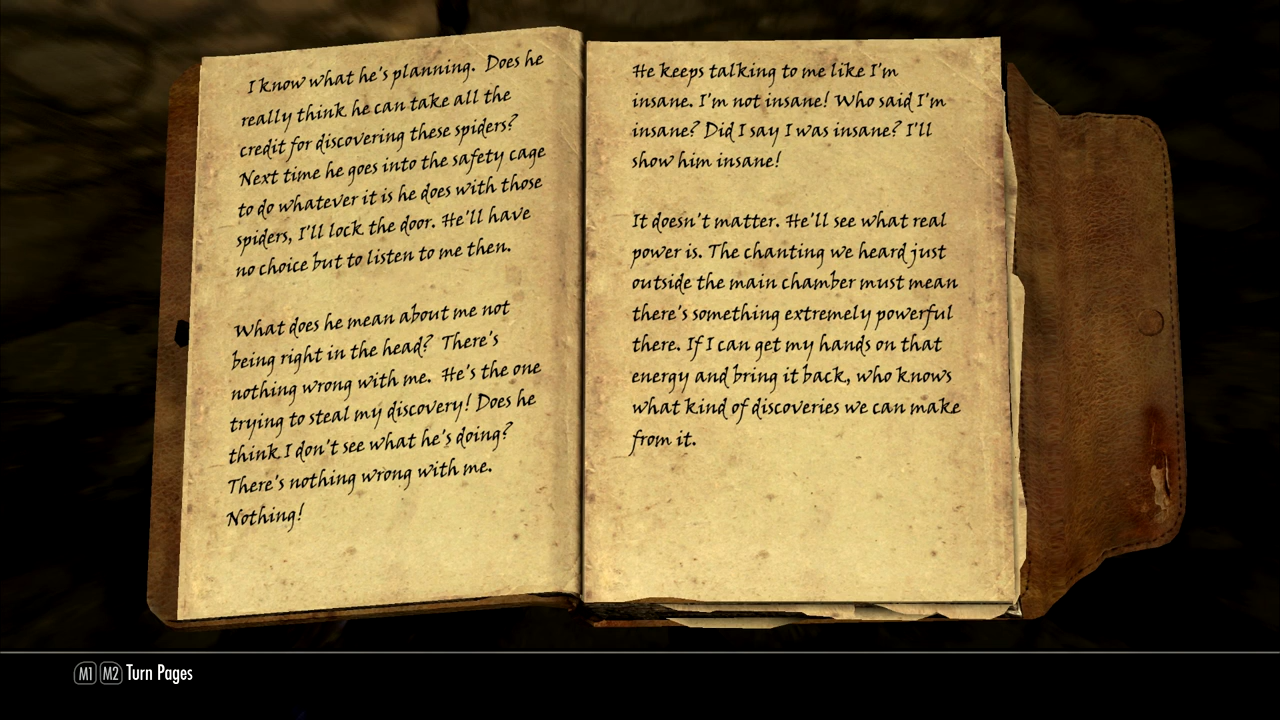 I know what he's planning. Does he
really think he can take all the
credit for discovering these spiders?
Next time he goes into the safety cage
to do whatever it is he does with those
spiders, I'll lock the door. He'll have
no choice but to listen to me then.
What does he mean about me not
being right in the head? There's
nothing wrong with me. He's the one
trying to steal my discovery! Does he
think I don't see what he's doing?
There's nothing wrong with me.
Nothing!
He keeps talking to me like I'm
insane. I'm not insane! Who said I'm
insane? Did I say I was insane? I'll
show him insane!
It doesn't matter. He'll see what real
power is. The chanting we heard just
outside the main chamber must mean
there's something extremely powerful
there. If I can get my hands on that
energy and bring it back, who knows
what kind of discoveries we can make
from it.
M1 M2 Turn Pages